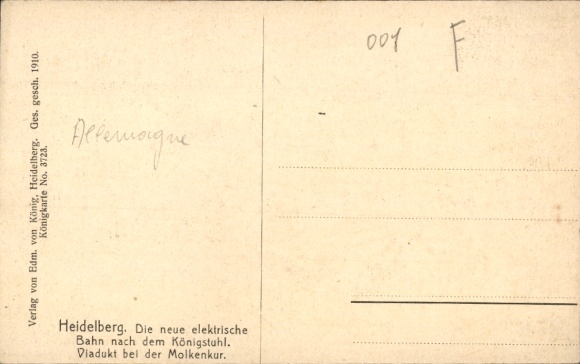 Verlag von Edm. von König, Heidelberg. Ges. gesch. 1910.
Königkarte No. 3723.
Allemagne
001 F
Heidelberg. Die neue elektrische
Bahn nach dem Königstuhl.
Viadukt bei der Molkenkur.